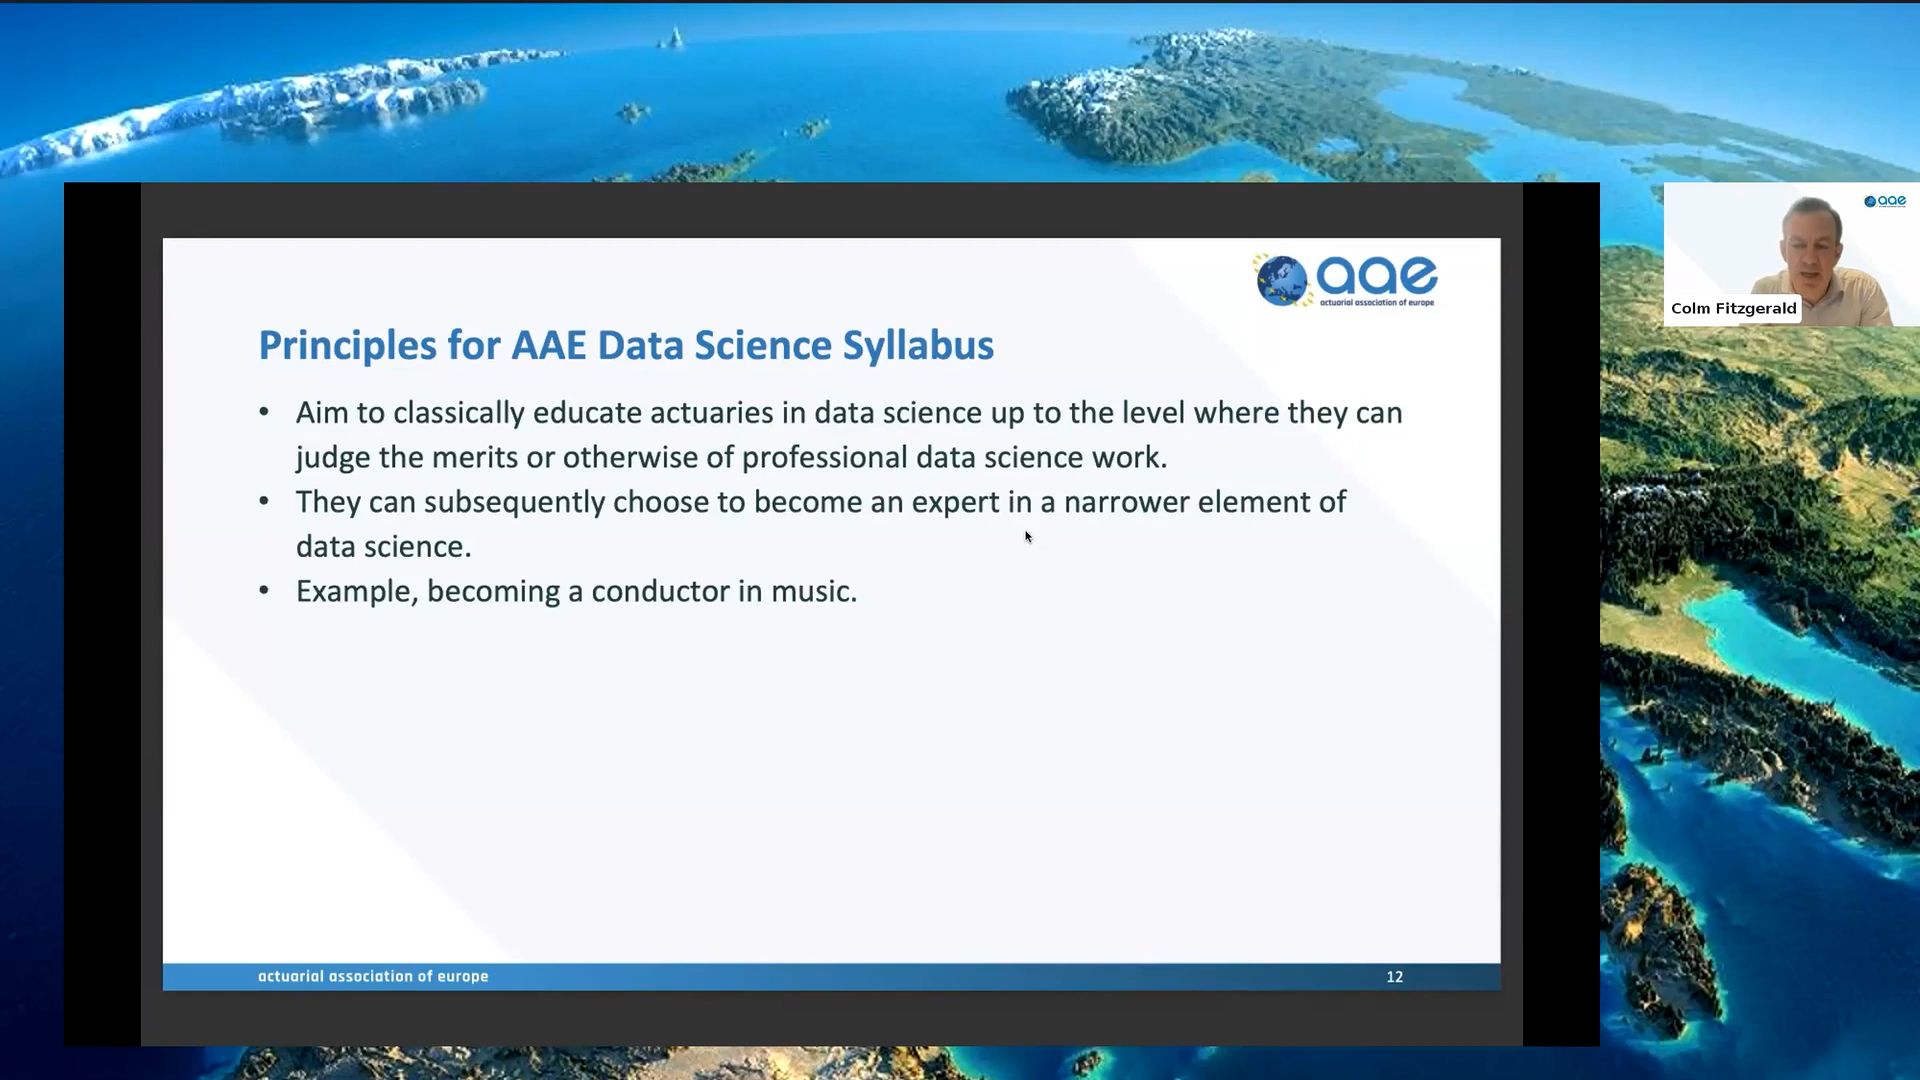 aae
actuarial association of europe
aae
Colm Fitzgerald
Principles for AAE Data Science Syllabus
• Aim to classically educate actuaries in data science up to the level where they can
judge the merits or otherwise of professional data science work.
• They can subsequently choose to become an expert in a narrower element of
data science.
• Example, becoming a conductor in music.
actuarial association of europe
12